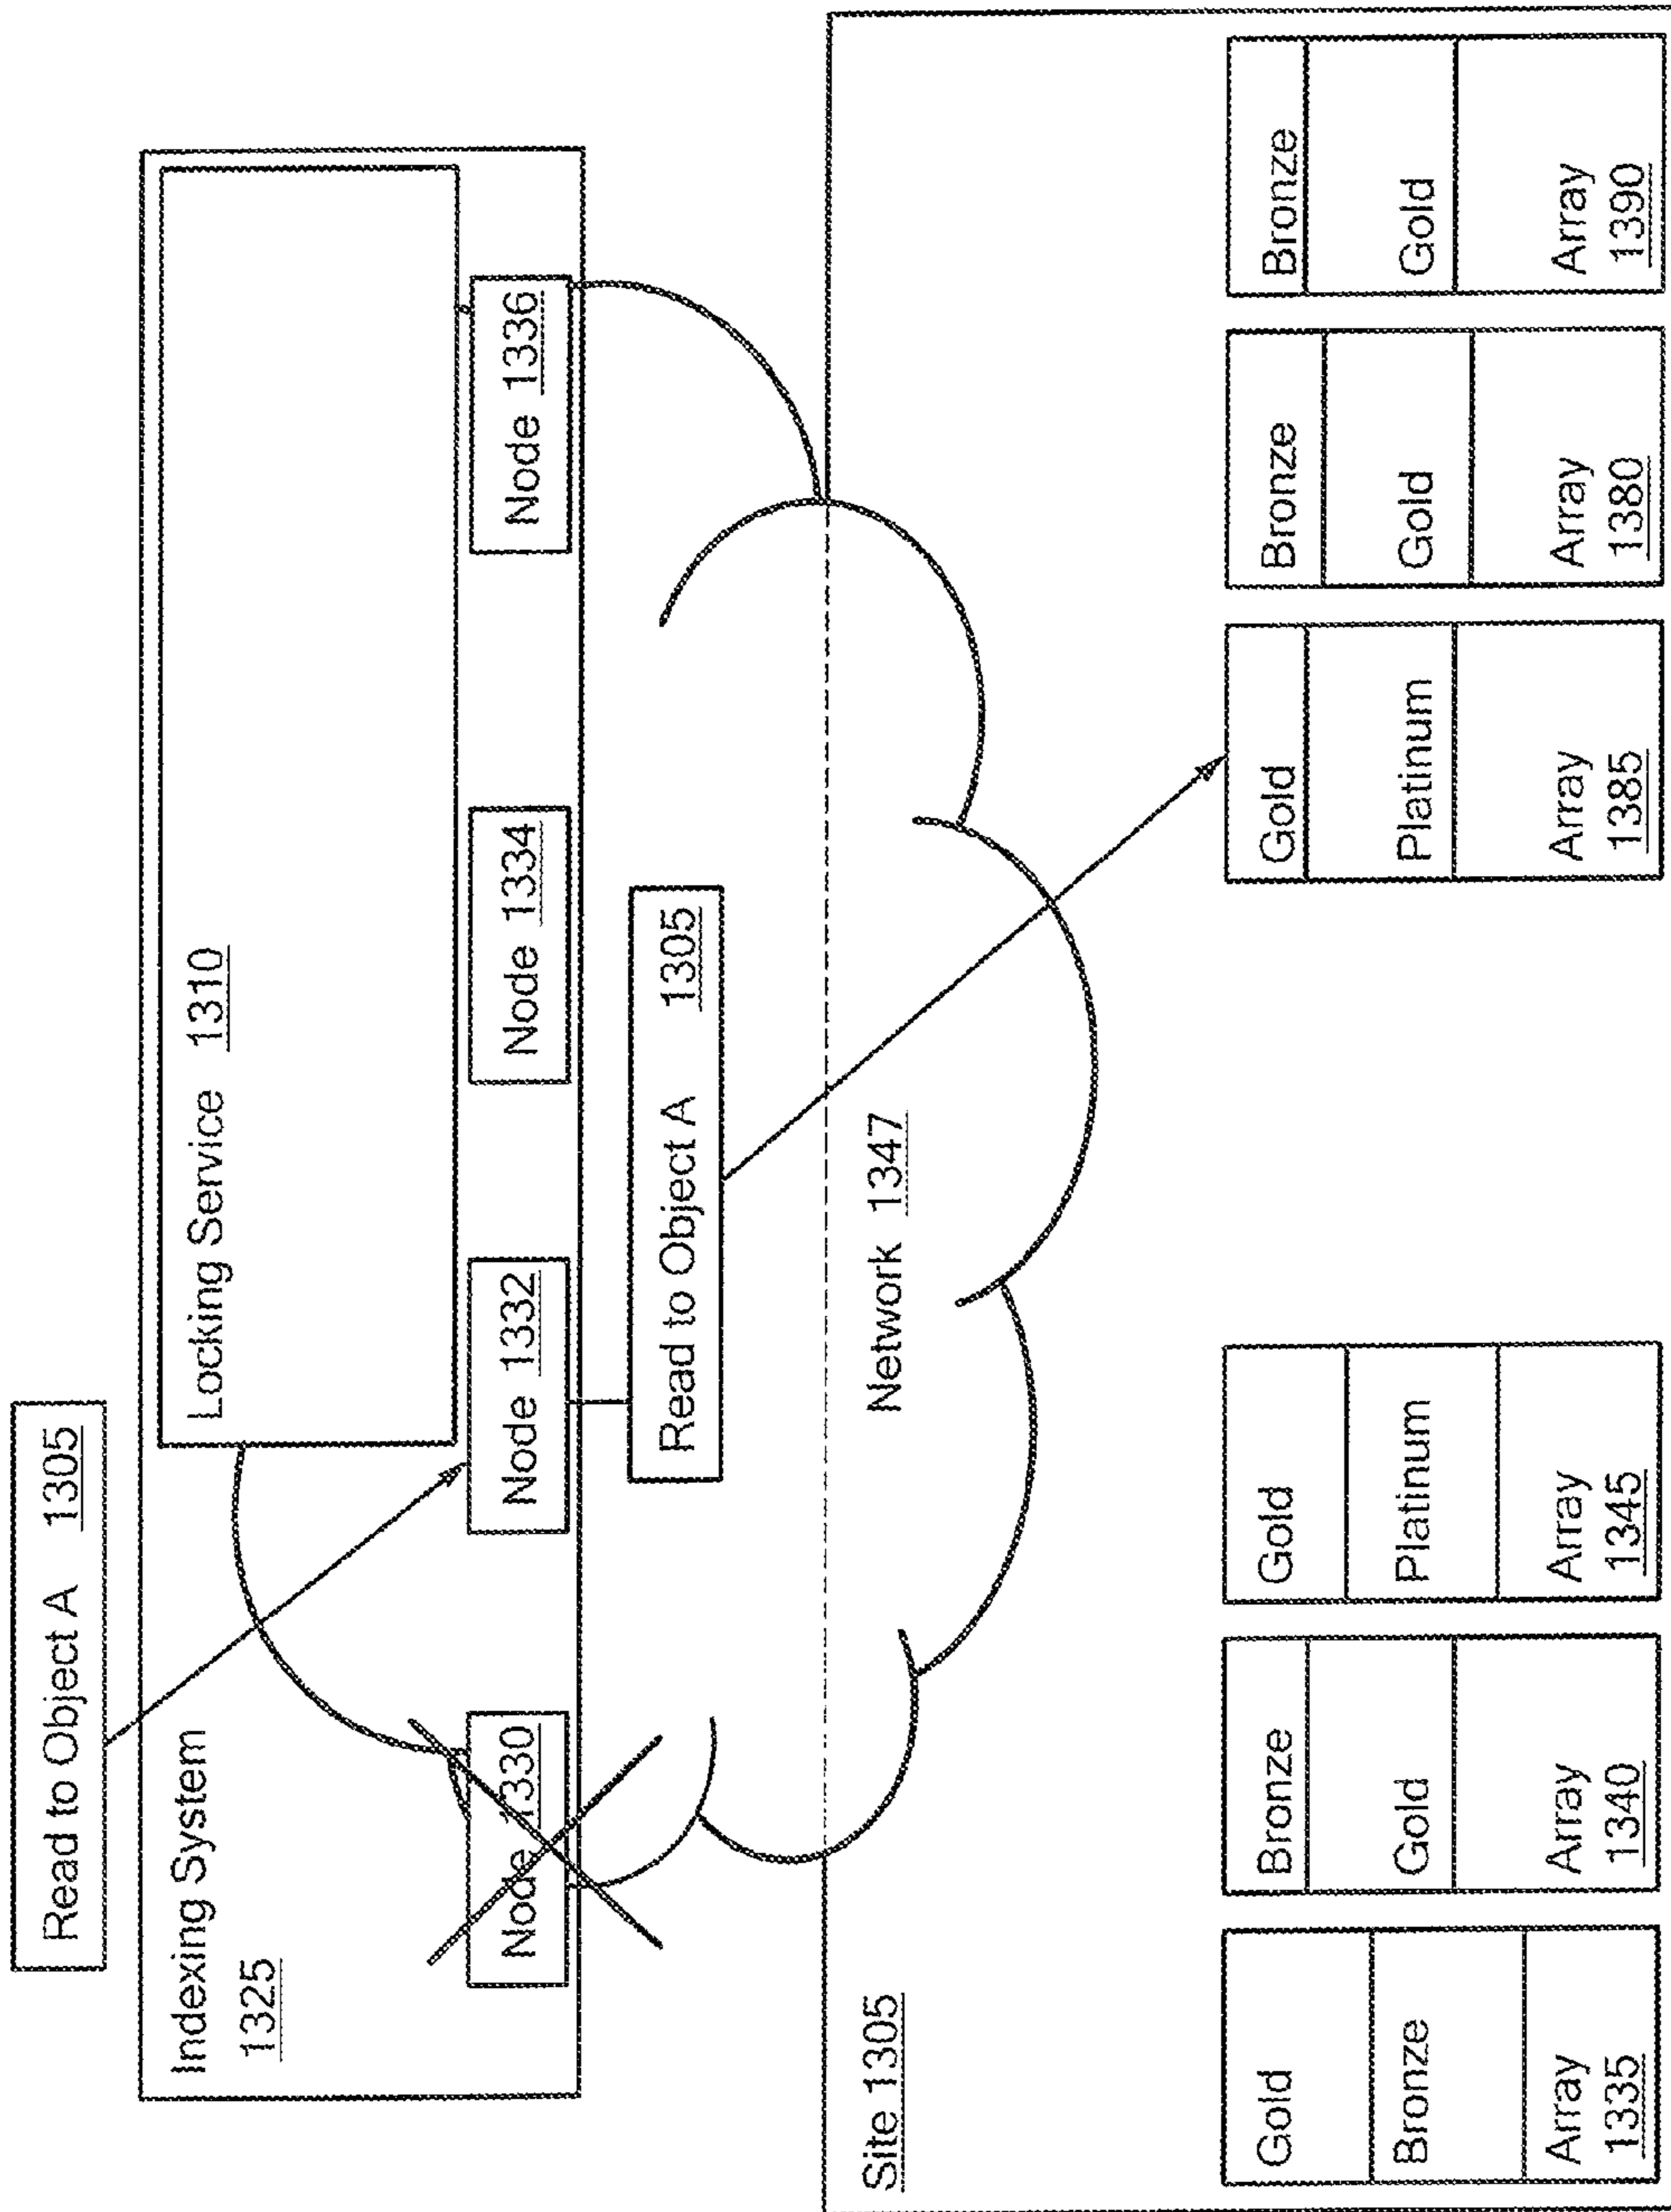 Read to Object A 1305
Indexing System
1325
Locking Service 1310
Node 1330
Node 1332
Node 1334
Node 1336
Read to Object A 1305
Site 1305
Network 1347
Gold
Bronze
Array
1335
Bronze
Gold
Array
1340
Gold
Platinum
Array
1345
Gold
Platinum
Array
1385
Bronze
Gold
Array
1380
Bronze
Gold
Array
1390